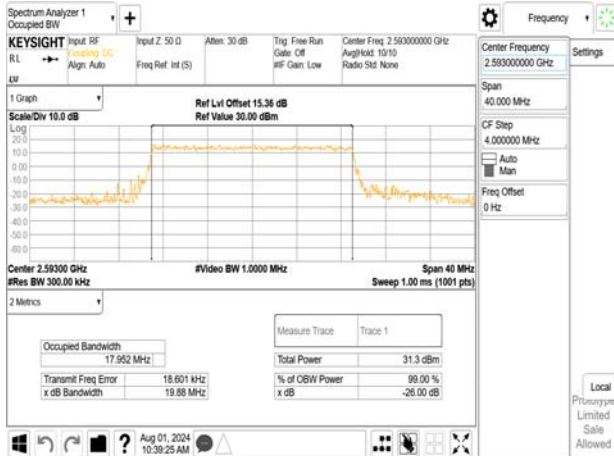 Spectrum Analyzer 1
Occupied BW
Frequency
KEYSIGHT
Input: RF
Coupling: DC
Align: Auto
Input Z: 50 Ω
Freq Ref: Int (S)
Atten: 30 dB
Trig: Free Run
Gate: Off
#IF Gain: Low
Center Freq: 2.593000000 GHz
Avg|Hold: 10/10
Radio Std: None
RL
Center Frequency
2.593000000 GHz
Settings
Span
40.000 MHz
CF Step
4.000000 MHz
Auto
Man
Freq Offset
0 Hz
1 Graph
Scale/Div 10.0 dB
Ref Lvl Offset 15.36 dB
Ref Value 30.00 dBm
Log
20.0
10.0
0.00
-10.0
-20.0
-30.0
-40.0
-50.0
-60.0
Center 2.59300 GHz
#Res BW 300.00 kHz
#Video BW 1.0000 MHz
Span 40 MHz
Sweep 1.00 ms (1001 pts)
2 Metrics
Measure Trace
Trace 1
Occupied Bandwidth
17.952 MHz
Total Power
31.3 dBm
Transmit Freq Error
18.601 kHz
% of OBW Power
99.00 %
x dB Bandwidth
19.88 MHz
x dB
-26.00 dB
Local
Prototype
Limited
Sale
Allowed
Aug 01, 2024
10:39:25 AM